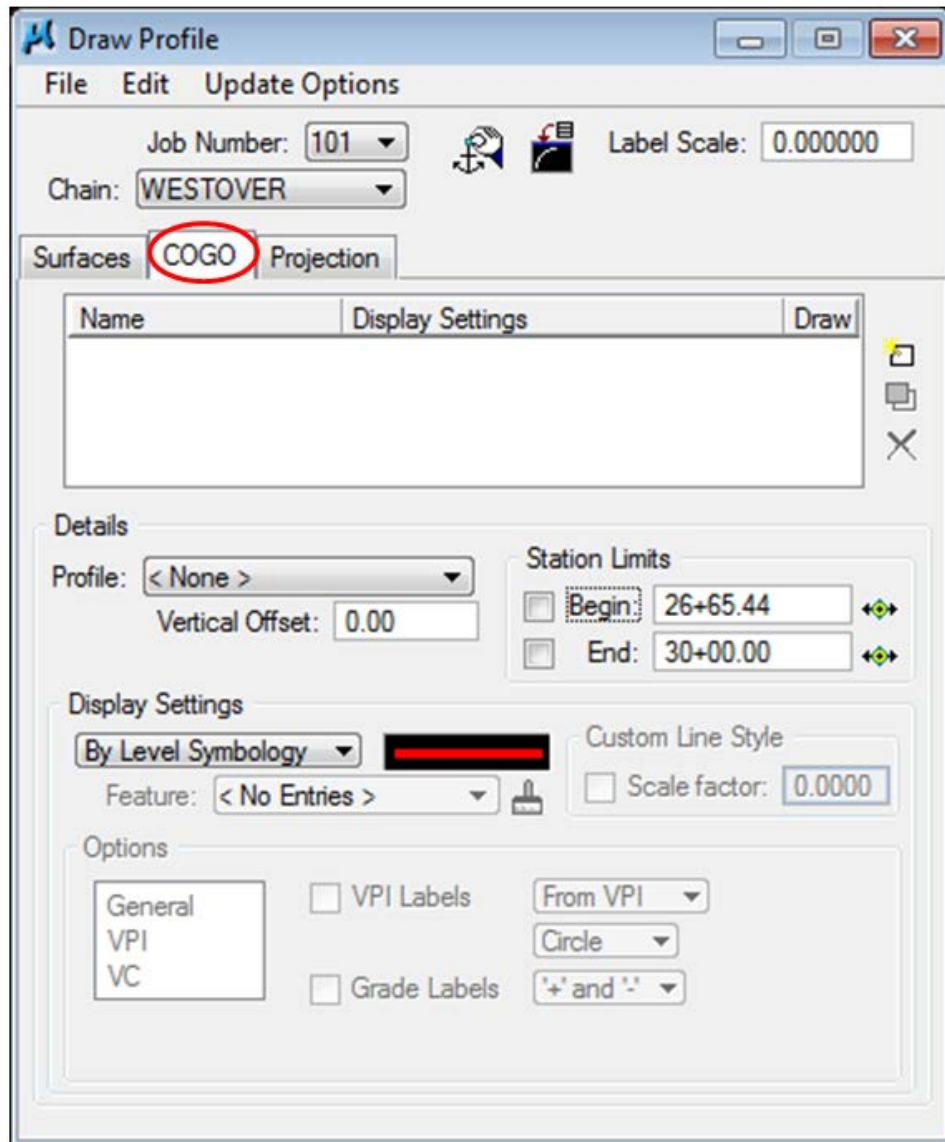 Draw Profile
File Edit Update Options
Job Number: 101 Label Scale: 0.000000
Chain: WESTOVER
Surfaces COGO Projection
Name Display Settings Draw
Details
Profile: < None > Station Limits
Begin: 26+65.44
Vertical Offset: 0.00
End: 30+00.00
Display Settings
By Level Symbology Custom Line Style
Feature: < No Entries > Scale factor: 0.0000
Options
General VPI Labels From VPI
VPI Circle
VC Grade Labels '+' and '-'